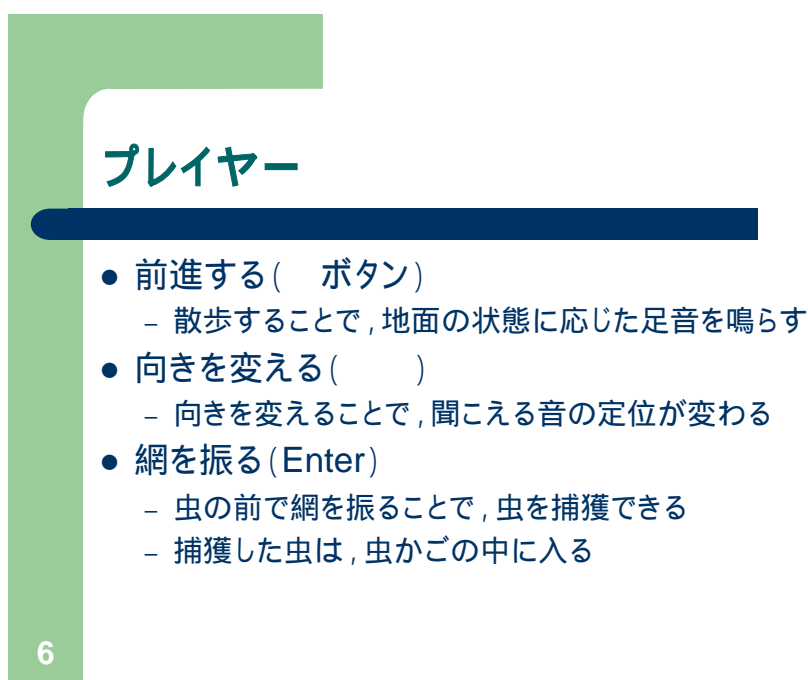 プレイヤー
● 前進する(　ボタン)
– 散歩することで,地面の状態に応じた足音を鳴らす
● 向きを変える(　　)
– 向きを変えることで,聞こえる音の定位が変わる
● 網を振る(Enter)
– 虫の前で網を振ることで,虫を捕獲できる
– 捕獲した虫は,虫かごの中に入る
6